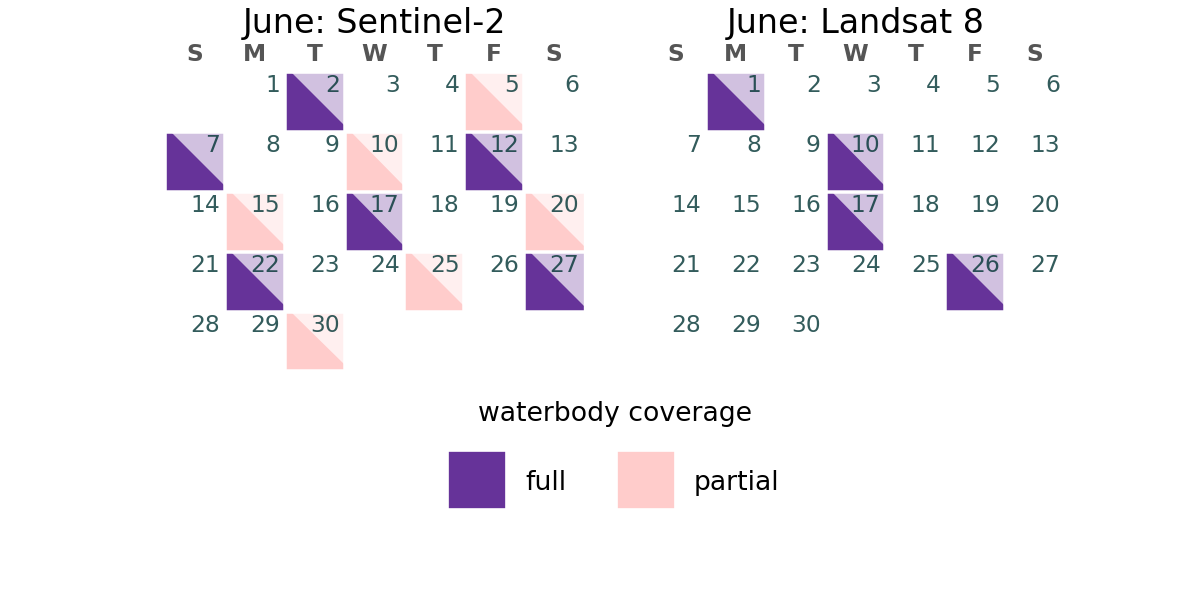 June: Sentinel-2
S M T W T F S
1 2 3 4 5 6
7 8 9 10 11 12 13
14 15 16 17 18 19 20
21 22 23 24 25 26 27
28 29 30
June: Landsat 8
S M T W T F S
1 2 3 4 5 6
7 8 9 10 11 12 13
14 15 16 17 18 19 20
21 22 23 24 25 26 27
28 29 30
waterbody coverage
full
partial